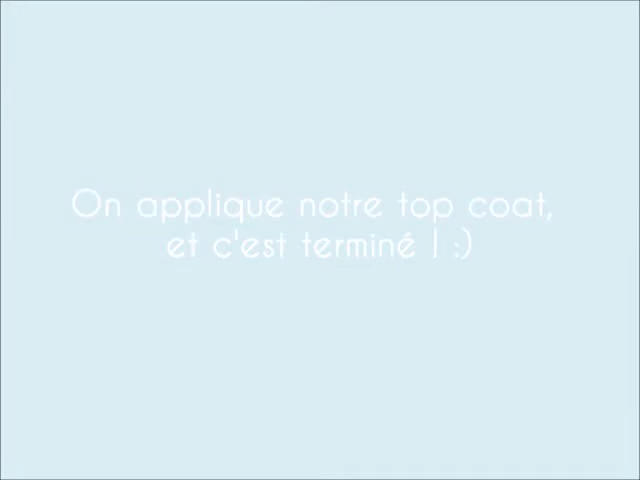 On applique notre top coat,
et c'est terminé ! :)